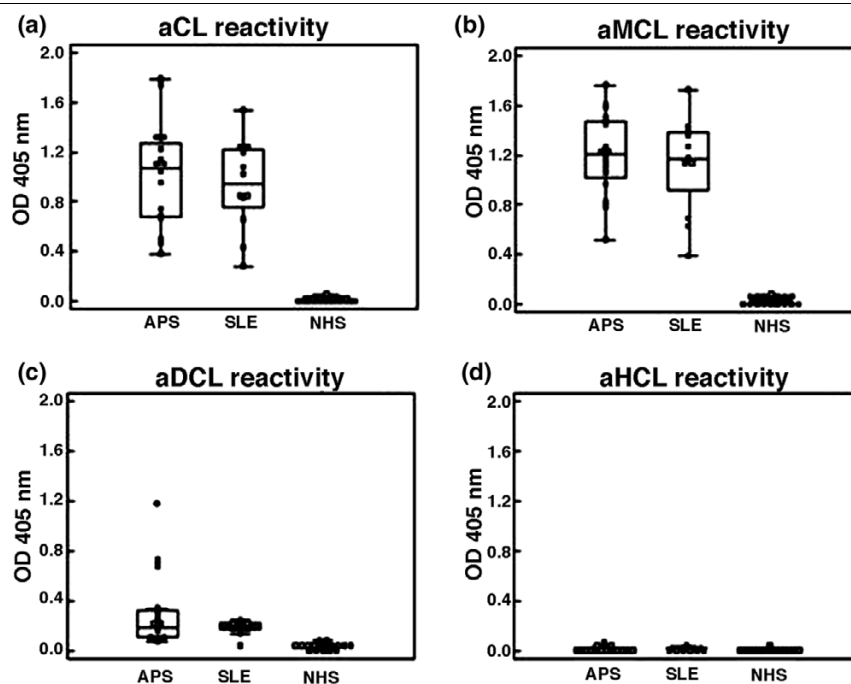 (a)
aCL reactivity
2.0
1.6
1.2
0.8
0.4
0.0
OD 405 nm
APS SLE NHS
(b)
aMCL reactivity
2.0
1.6
1.2
0.8
0.4
0.0
OD 405 nm
APS SLE NHS
(c)
aDCL reactivity
2.0
1.6
1.2
0.8
0.4
0.0
OD 405 nm
APS SLE NHS
(d)
aHCL reactivity
2.0
1.6
1.2
0.8
0.4
0.0
OD 405 nm
APS SLE NHS